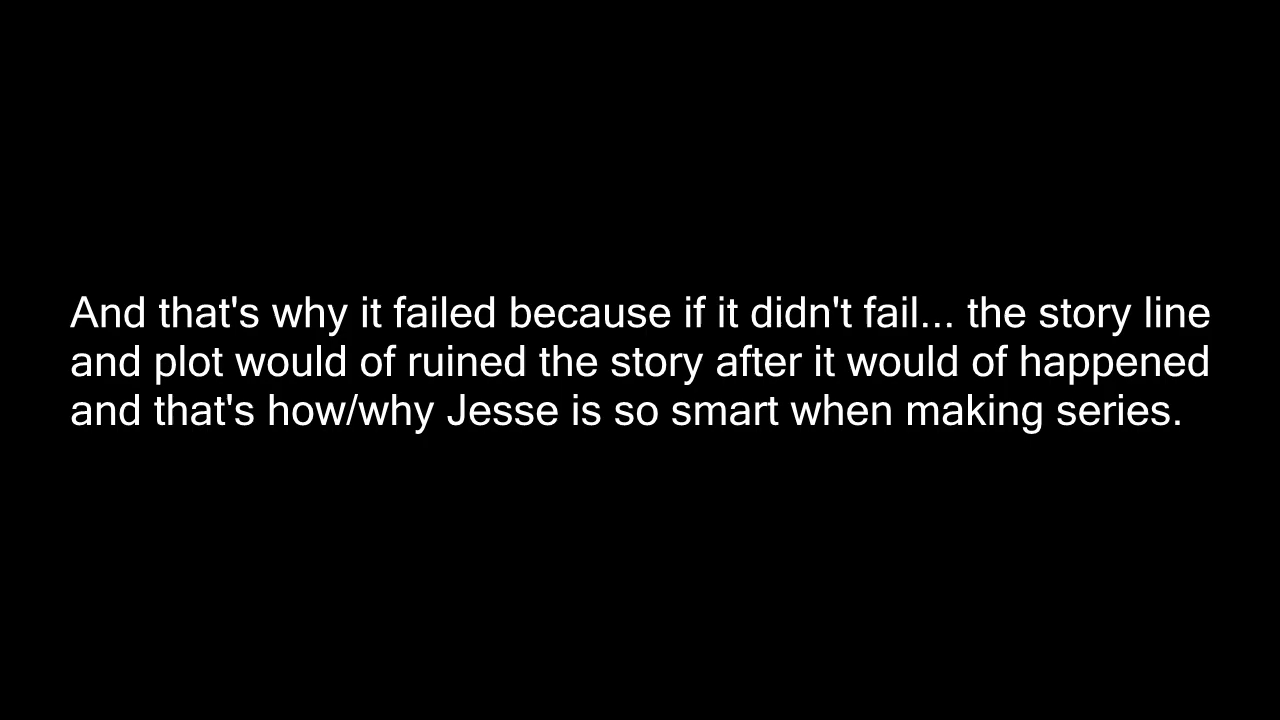 And that's why it failed because if it didn't fail... the story line
and plot would of ruined the story after it would of happened
and that's how/why Jesse is so smart when making series.